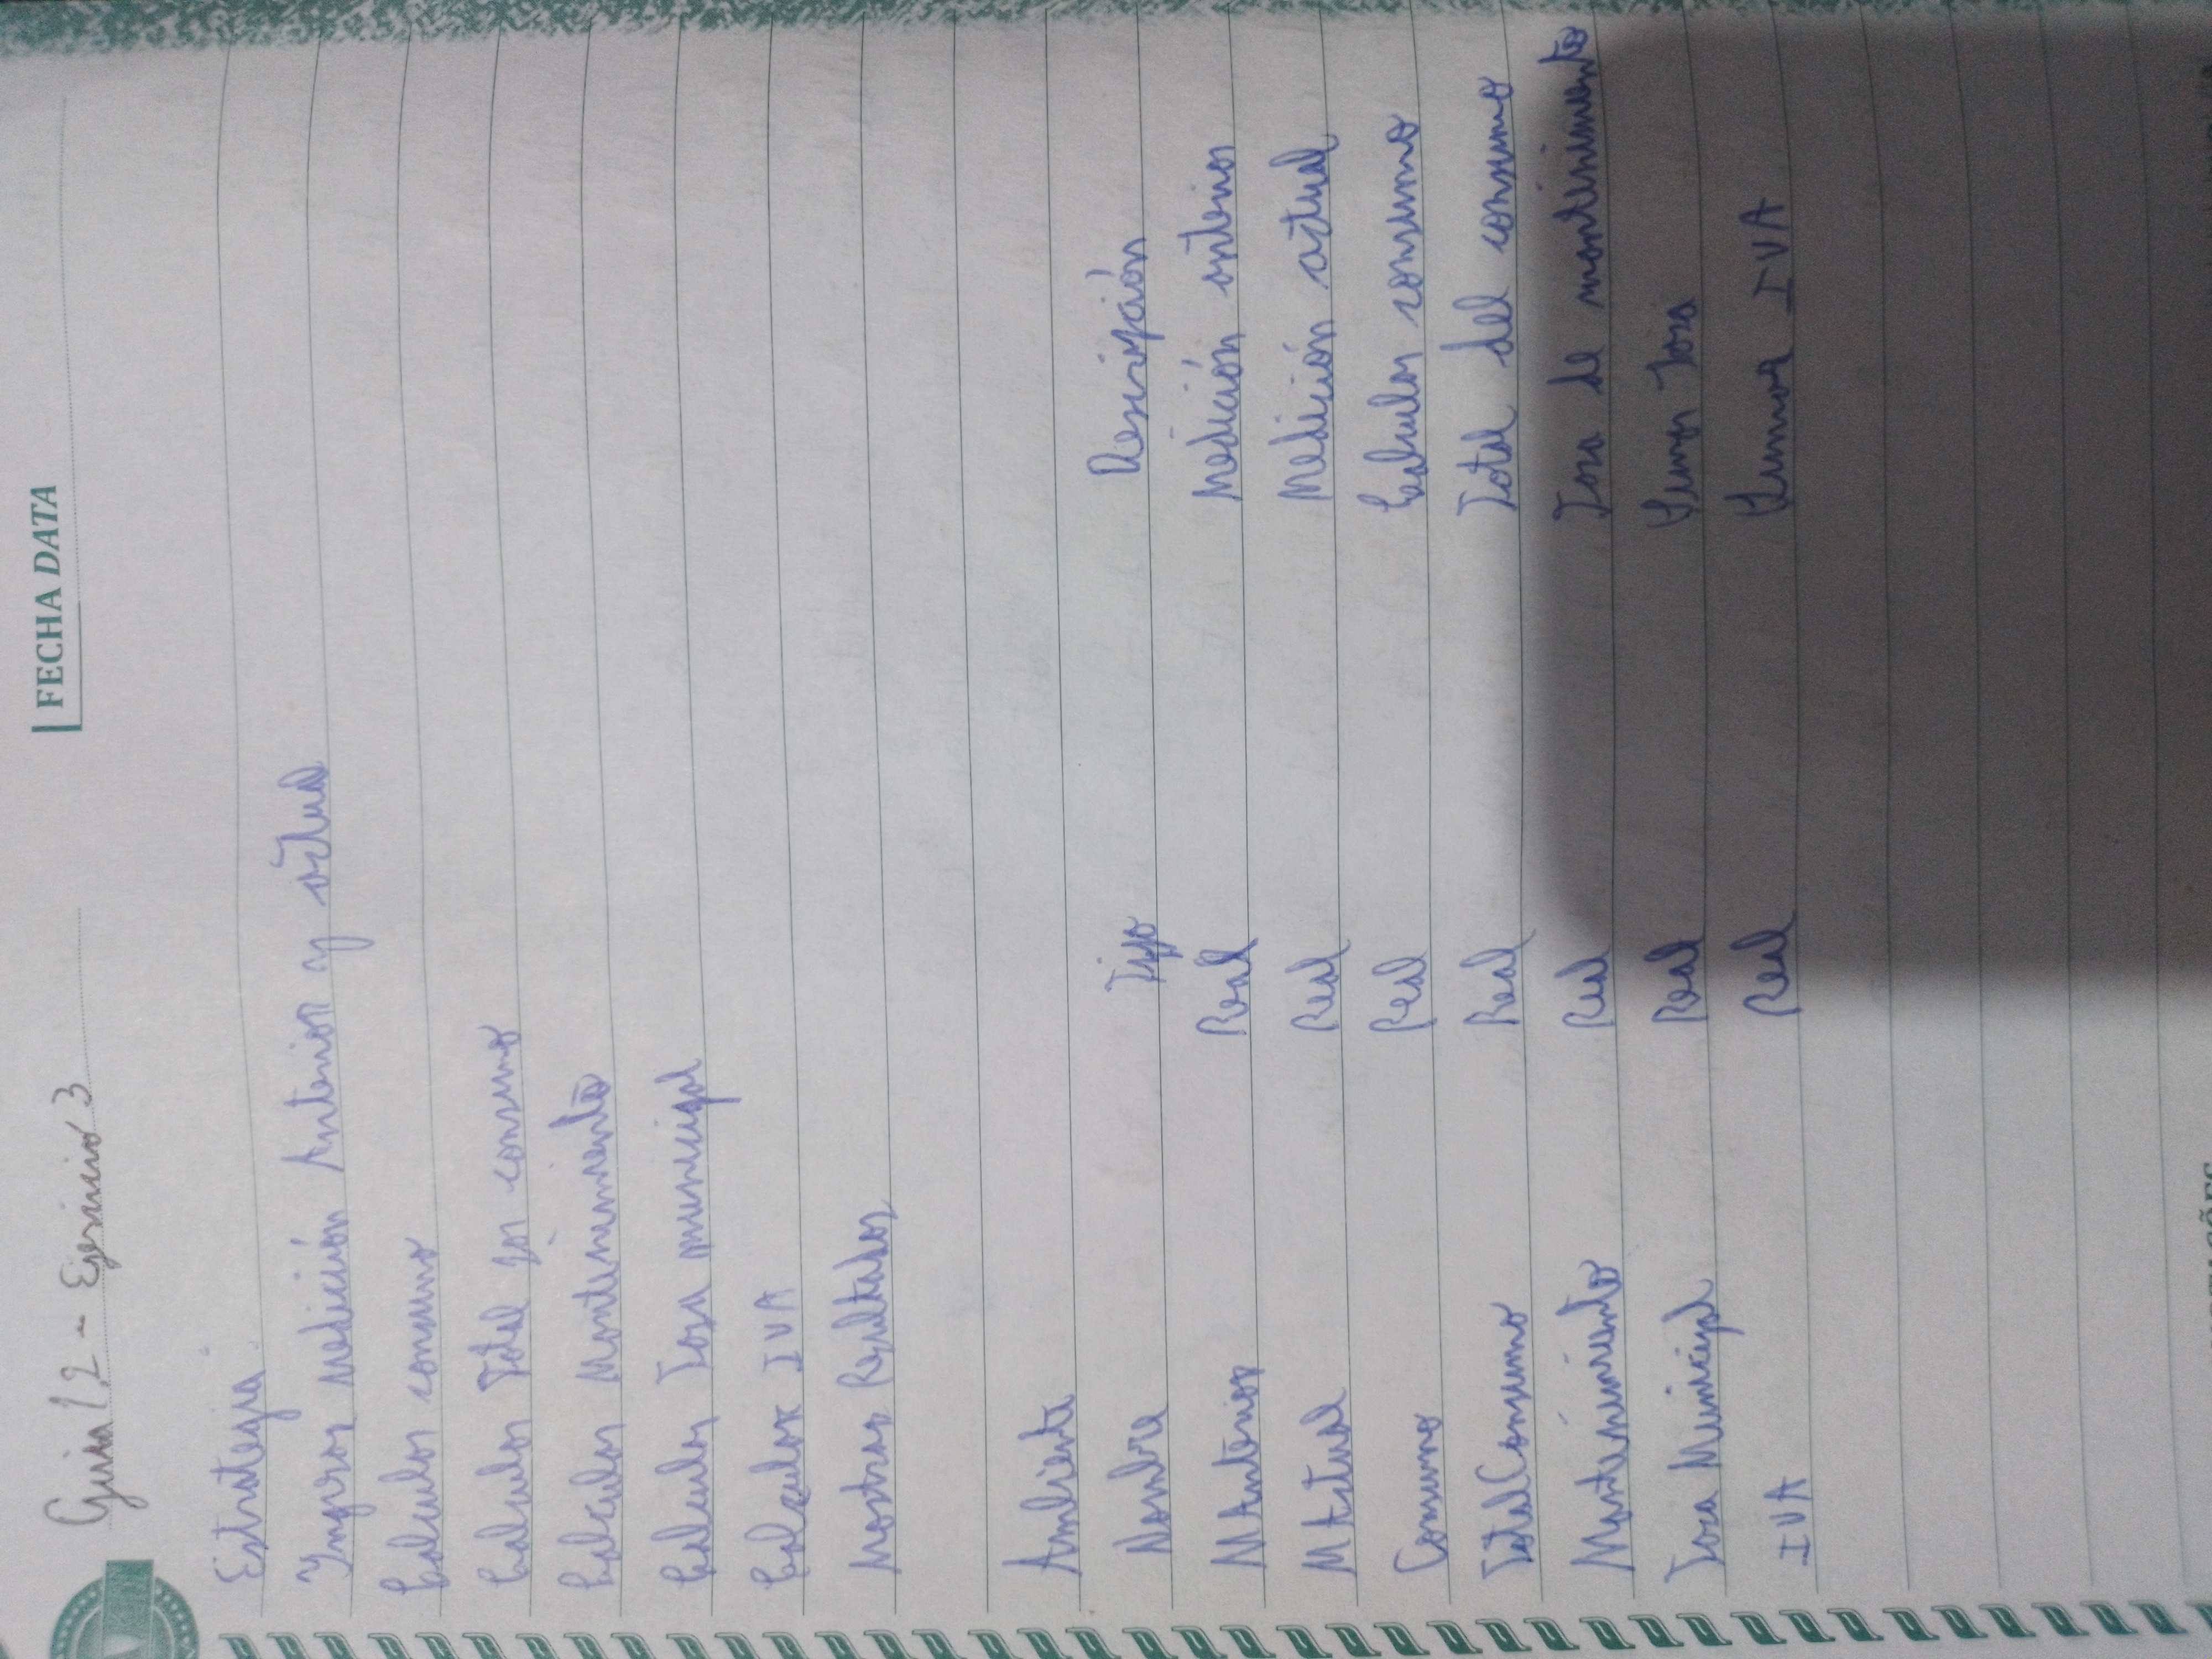 FECHA DATA
Guia 1.2 - Ejercicio 3
Estrategia:
Ingresar Medición Anterior y actual
Calcular consumo
Calcular Total por consumo
Calcular Mantenimiento
Calcular Tasa municipal
Calcular IVA
Mostrar Resultados
Ambiente
Nombre Tipo Descripción
MAnterior Real Medición anterior
MActual Real Medición actual
Consumo Real Calcular consumo
TotalConsumo Real Total del consumo
Mantenimiento Real Tasa de mantenimiento
Tasa Municipal Real Sumar Tasa
IVA Real Sumar IVA